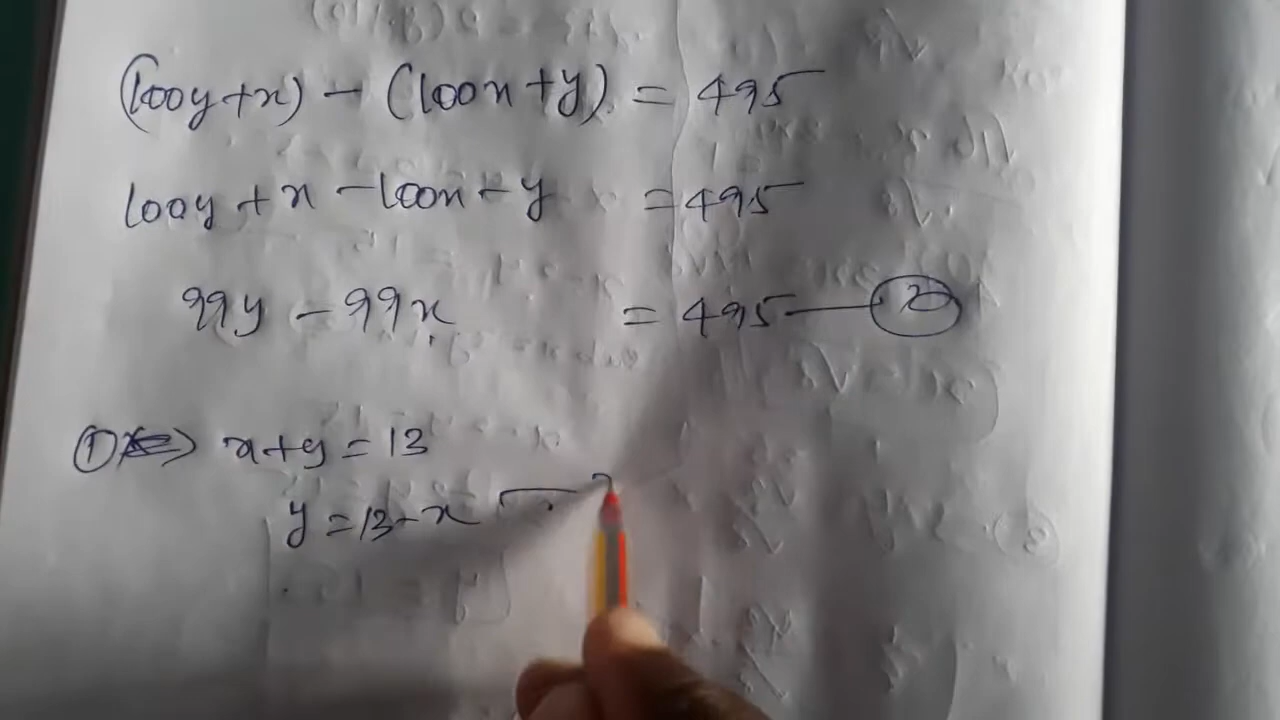 (100y+x) - (100x+y) = 495
100y + x - 100x - y = 495
99y - 99x = 495 — ②
① => x+y = 13
y = 13-x